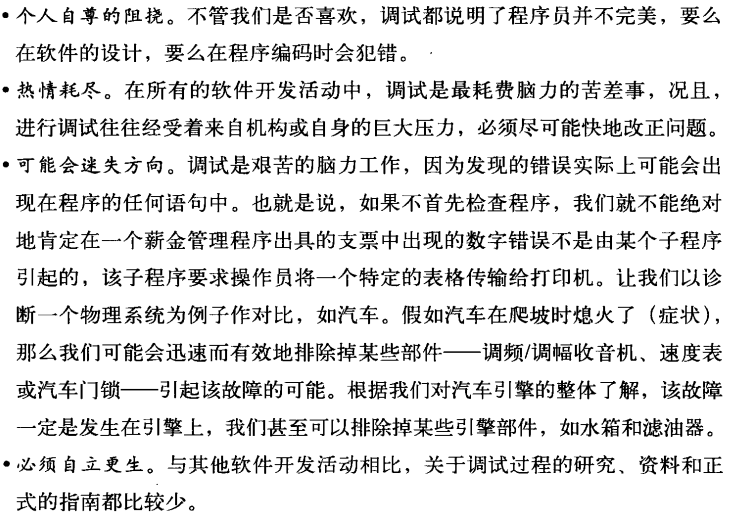 • 个人自尊的阻挠。不管我们是否喜欢，调试都说明了程序员并不完美，要么
在软件的设计，要么在程序编码时会犯错。
• 热情耗尽。在所有的软件开发活动中，调试是最耗费脑力的苦差事，况且，
进行调试往往经受着来自机构或自身的巨大压力，必须尽可能快地改正问题。
• 可能会迷失方向。调试是艰苦的脑力工作，因为发现的错误实际上可能会出
现在程序的任何语句中。也就是说，如果不首先检查程序，我们就不能绝对
地肯定在一个薪金管理程序出具的支票中出现的数字错误不是由某个子程序
引起的，该子程序要求操作员将一个特定的表格传输给打印机。让我们以诊
断一个物理系统为例子作对比，如汽车。假如汽车在爬坡时熄火了（症状），
那么我们可能会迅速而有效地排除掉某些部件——调频/调幅收音机、速度表
或汽车门锁——引起该故障的可能。根据我们对汽车引擎的整体了解，该故障
一定是发生在引擎上，我们甚至可以排除掉某些引擎部件，如水箱和滤油器。
• 必须自立更生。与其他软件开发活动相比，关于调试过程的研究、资料和正
式的指南都比较少。